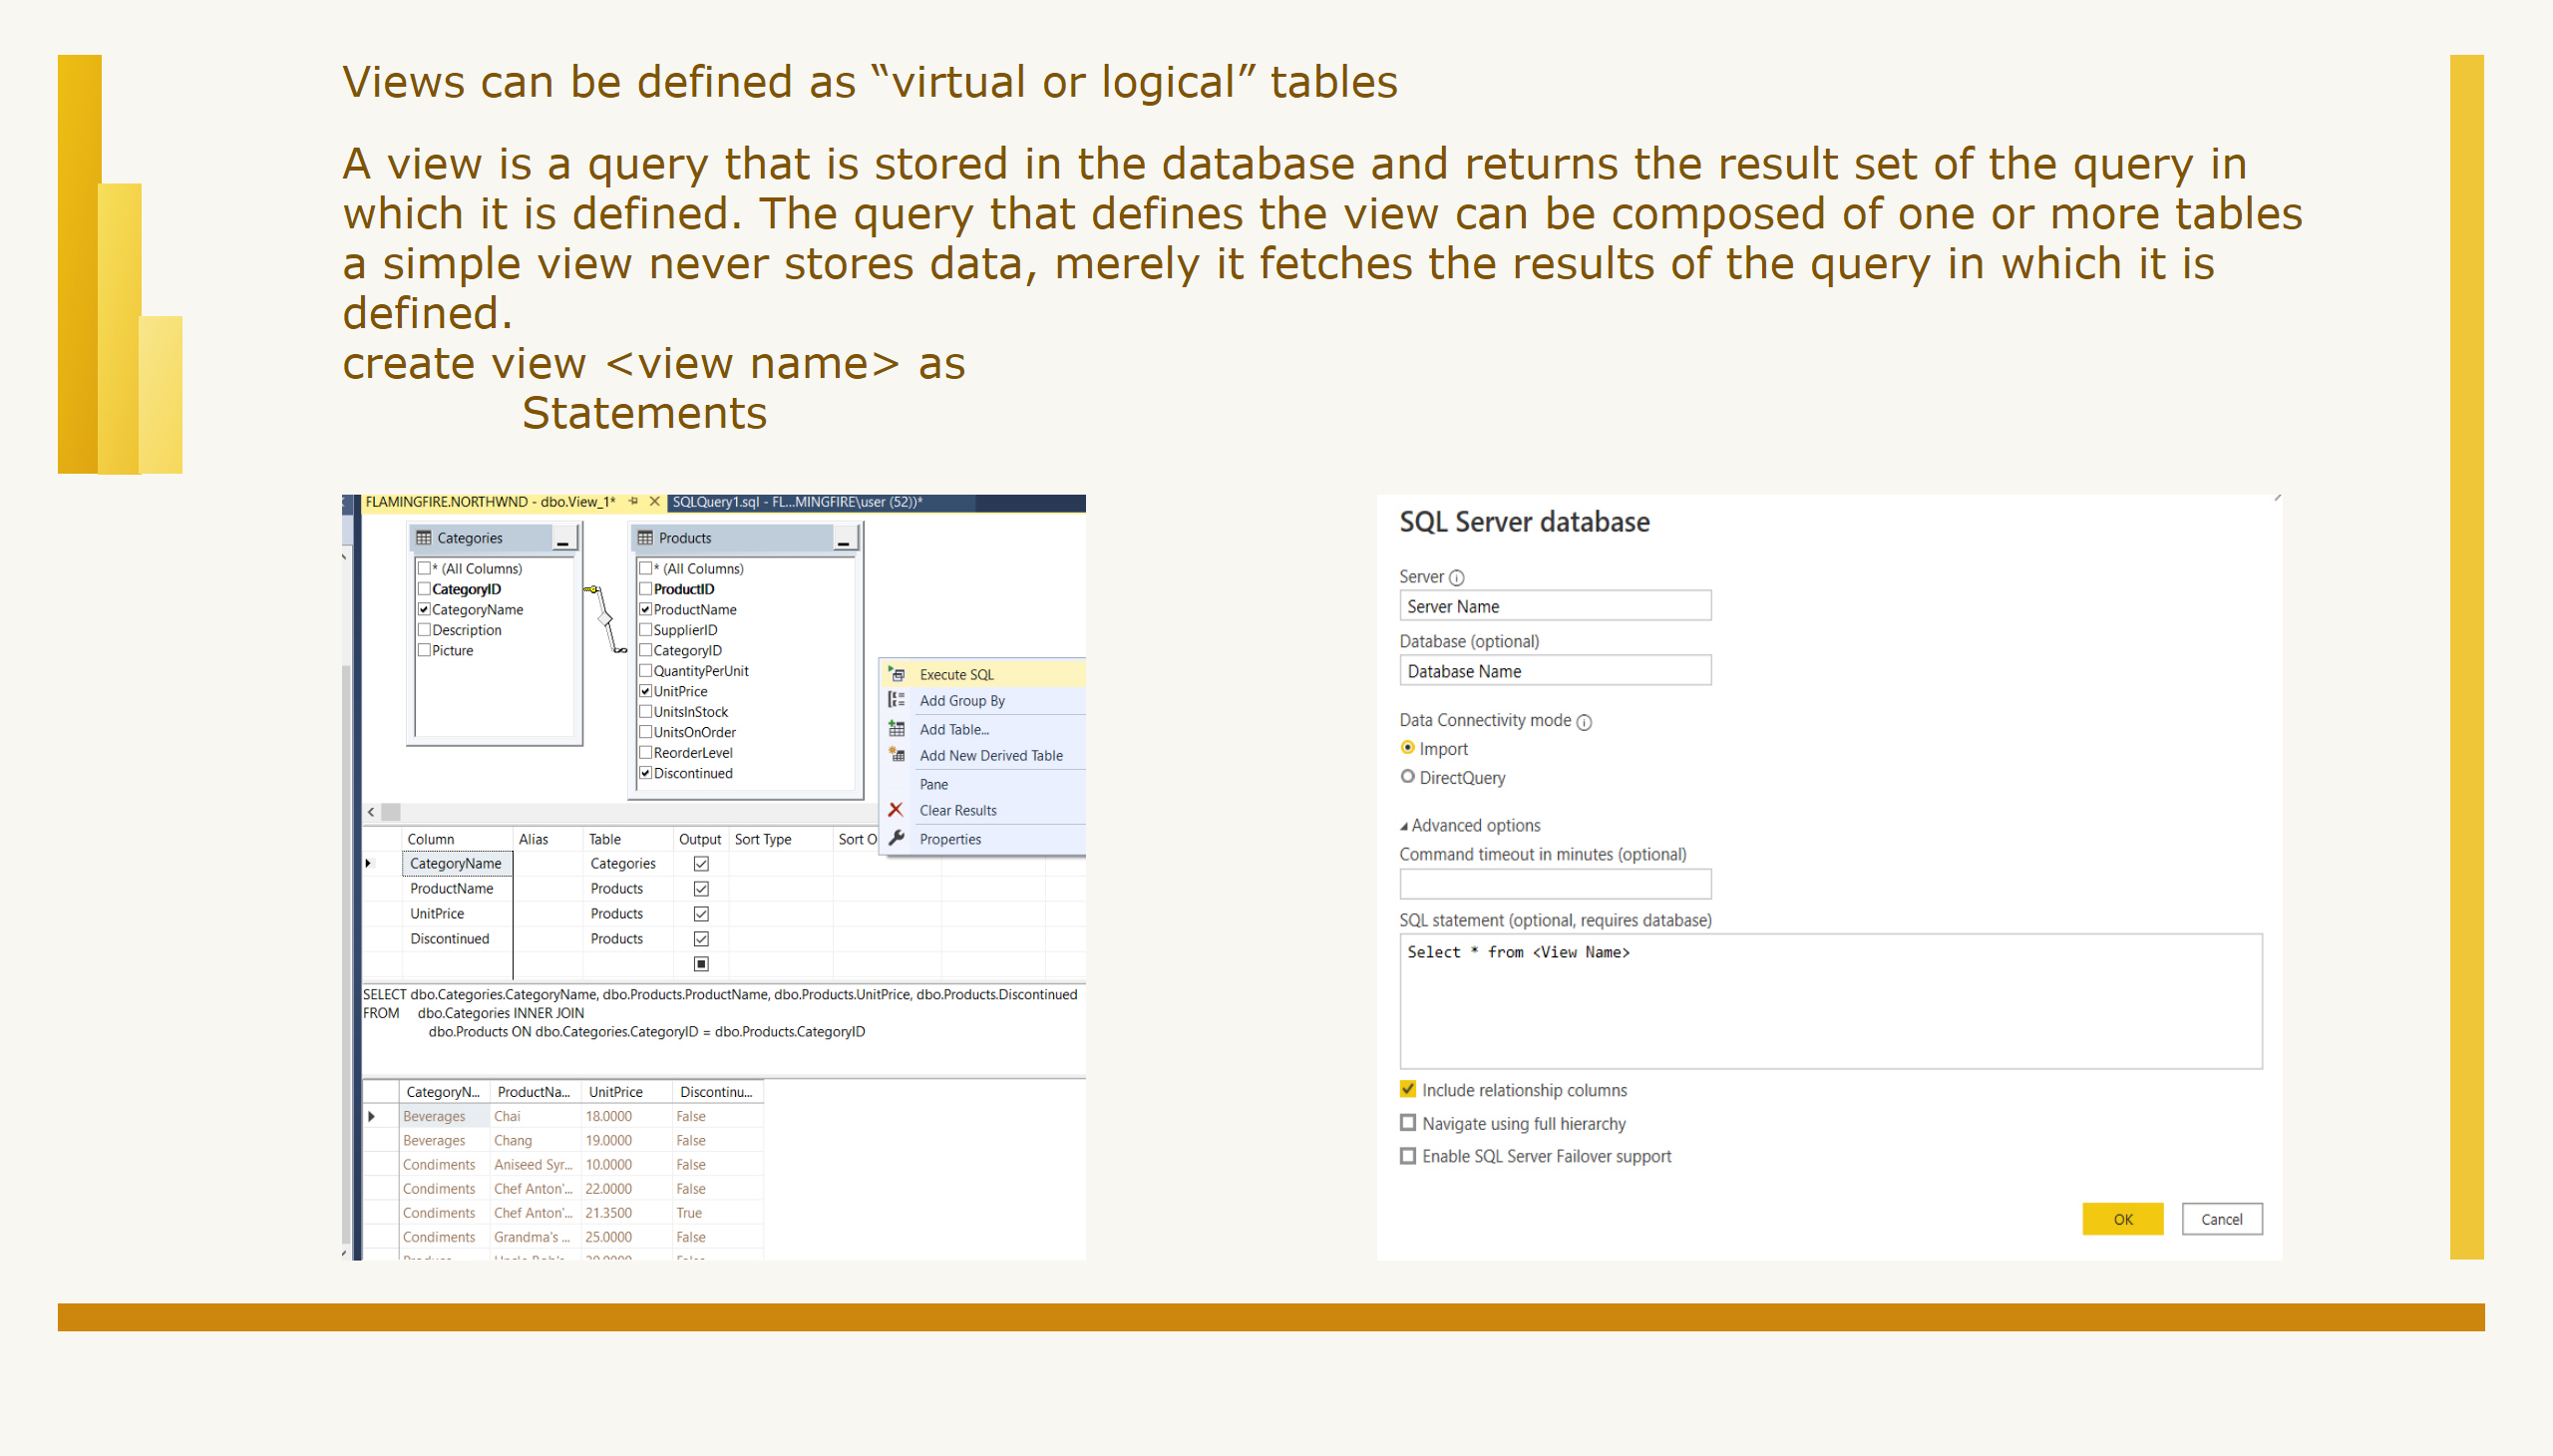 Views can be defined as “virtual or logical” tables
A view is a query that is stored in the database and returns the result set of the query in
which it is defined. The query that defines the view can be composed of one or more tables
a simple view never stores data, merely it fetches the results of the query in which it is
defined.
create view <view name> as
Statements
FLAMINGFIRE.NORTHWND - dbo.View_1* SQLQuery1.sql - FL...MINGFIRE\user (52))*
Categories
* (All Columns)
CategoryID
CategoryName
Description
Picture
Products
* (All Columns)
ProductID
ProductName
SupplierID
CategoryID
QuantityPerUnit
UnitPrice
UnitsInStock
UnitsOnOrder
ReorderLevel
Discontinued
Execute SQL
Add Group By
Add Table...
Add New Derived Table
Pane
Clear Results
Properties
Column Alias Table Output Sort Type Sort O
CategoryName Categories
ProductName Products
UnitPrice Products
Discontinued Products
SELECT dbo.Categories.CategoryName, dbo.Products.ProductName, dbo.Products.UnitPrice, dbo.Products.Discontinued
FROM dbo.Categories INNER JOIN
dbo.Products ON dbo.Categories.CategoryID = dbo.Products.CategoryID
CategoryN... ProductNa... UnitPrice Discontinu...
Beverages Chai 18.0000 False
Beverages Chang 19.0000 False
Condiments Aniseed Syr... 10.0000 False
Condiments Chef Anton'... 22.0000 False
Condiments Chef Anton'... 21.3500 True
Condiments Grandma's ... 25.0000 False
SQL Server database
Server
Server Name
Database (optional)
Database Name
Data Connectivity mode
Import
DirectQuery
Advanced options
Command timeout in minutes (optional)
SQL statement (optional, requires database)
Select * from <View Name>
Include relationship columns
Navigate using full hierarchy
Enable SQL Server Failover support
OK Cancel